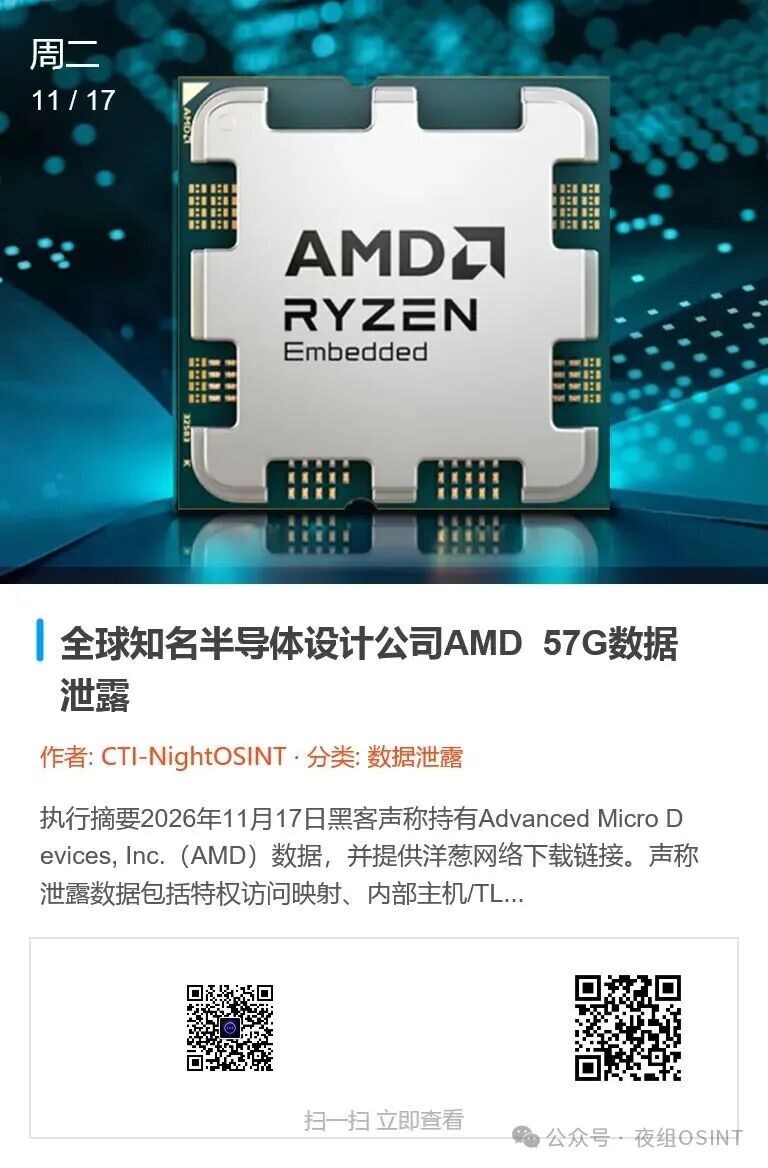 周二
11 / 17
AMD
RYZEN
Embedded
全球知名半导体设计公司AMD 57G数据
泄露
作者: CTI-NightOSINT · 分类: 数据泄露
执行摘要2026年11月17日黑客声称持有Advanced Micro D
evices, Inc.（AMD）数据，并提供洋葱网络下载链接。声称
泄露数据包括特权访问映射、内部主机/TL...
扫一扫 立即查看
公众号 · 夜组OSINT